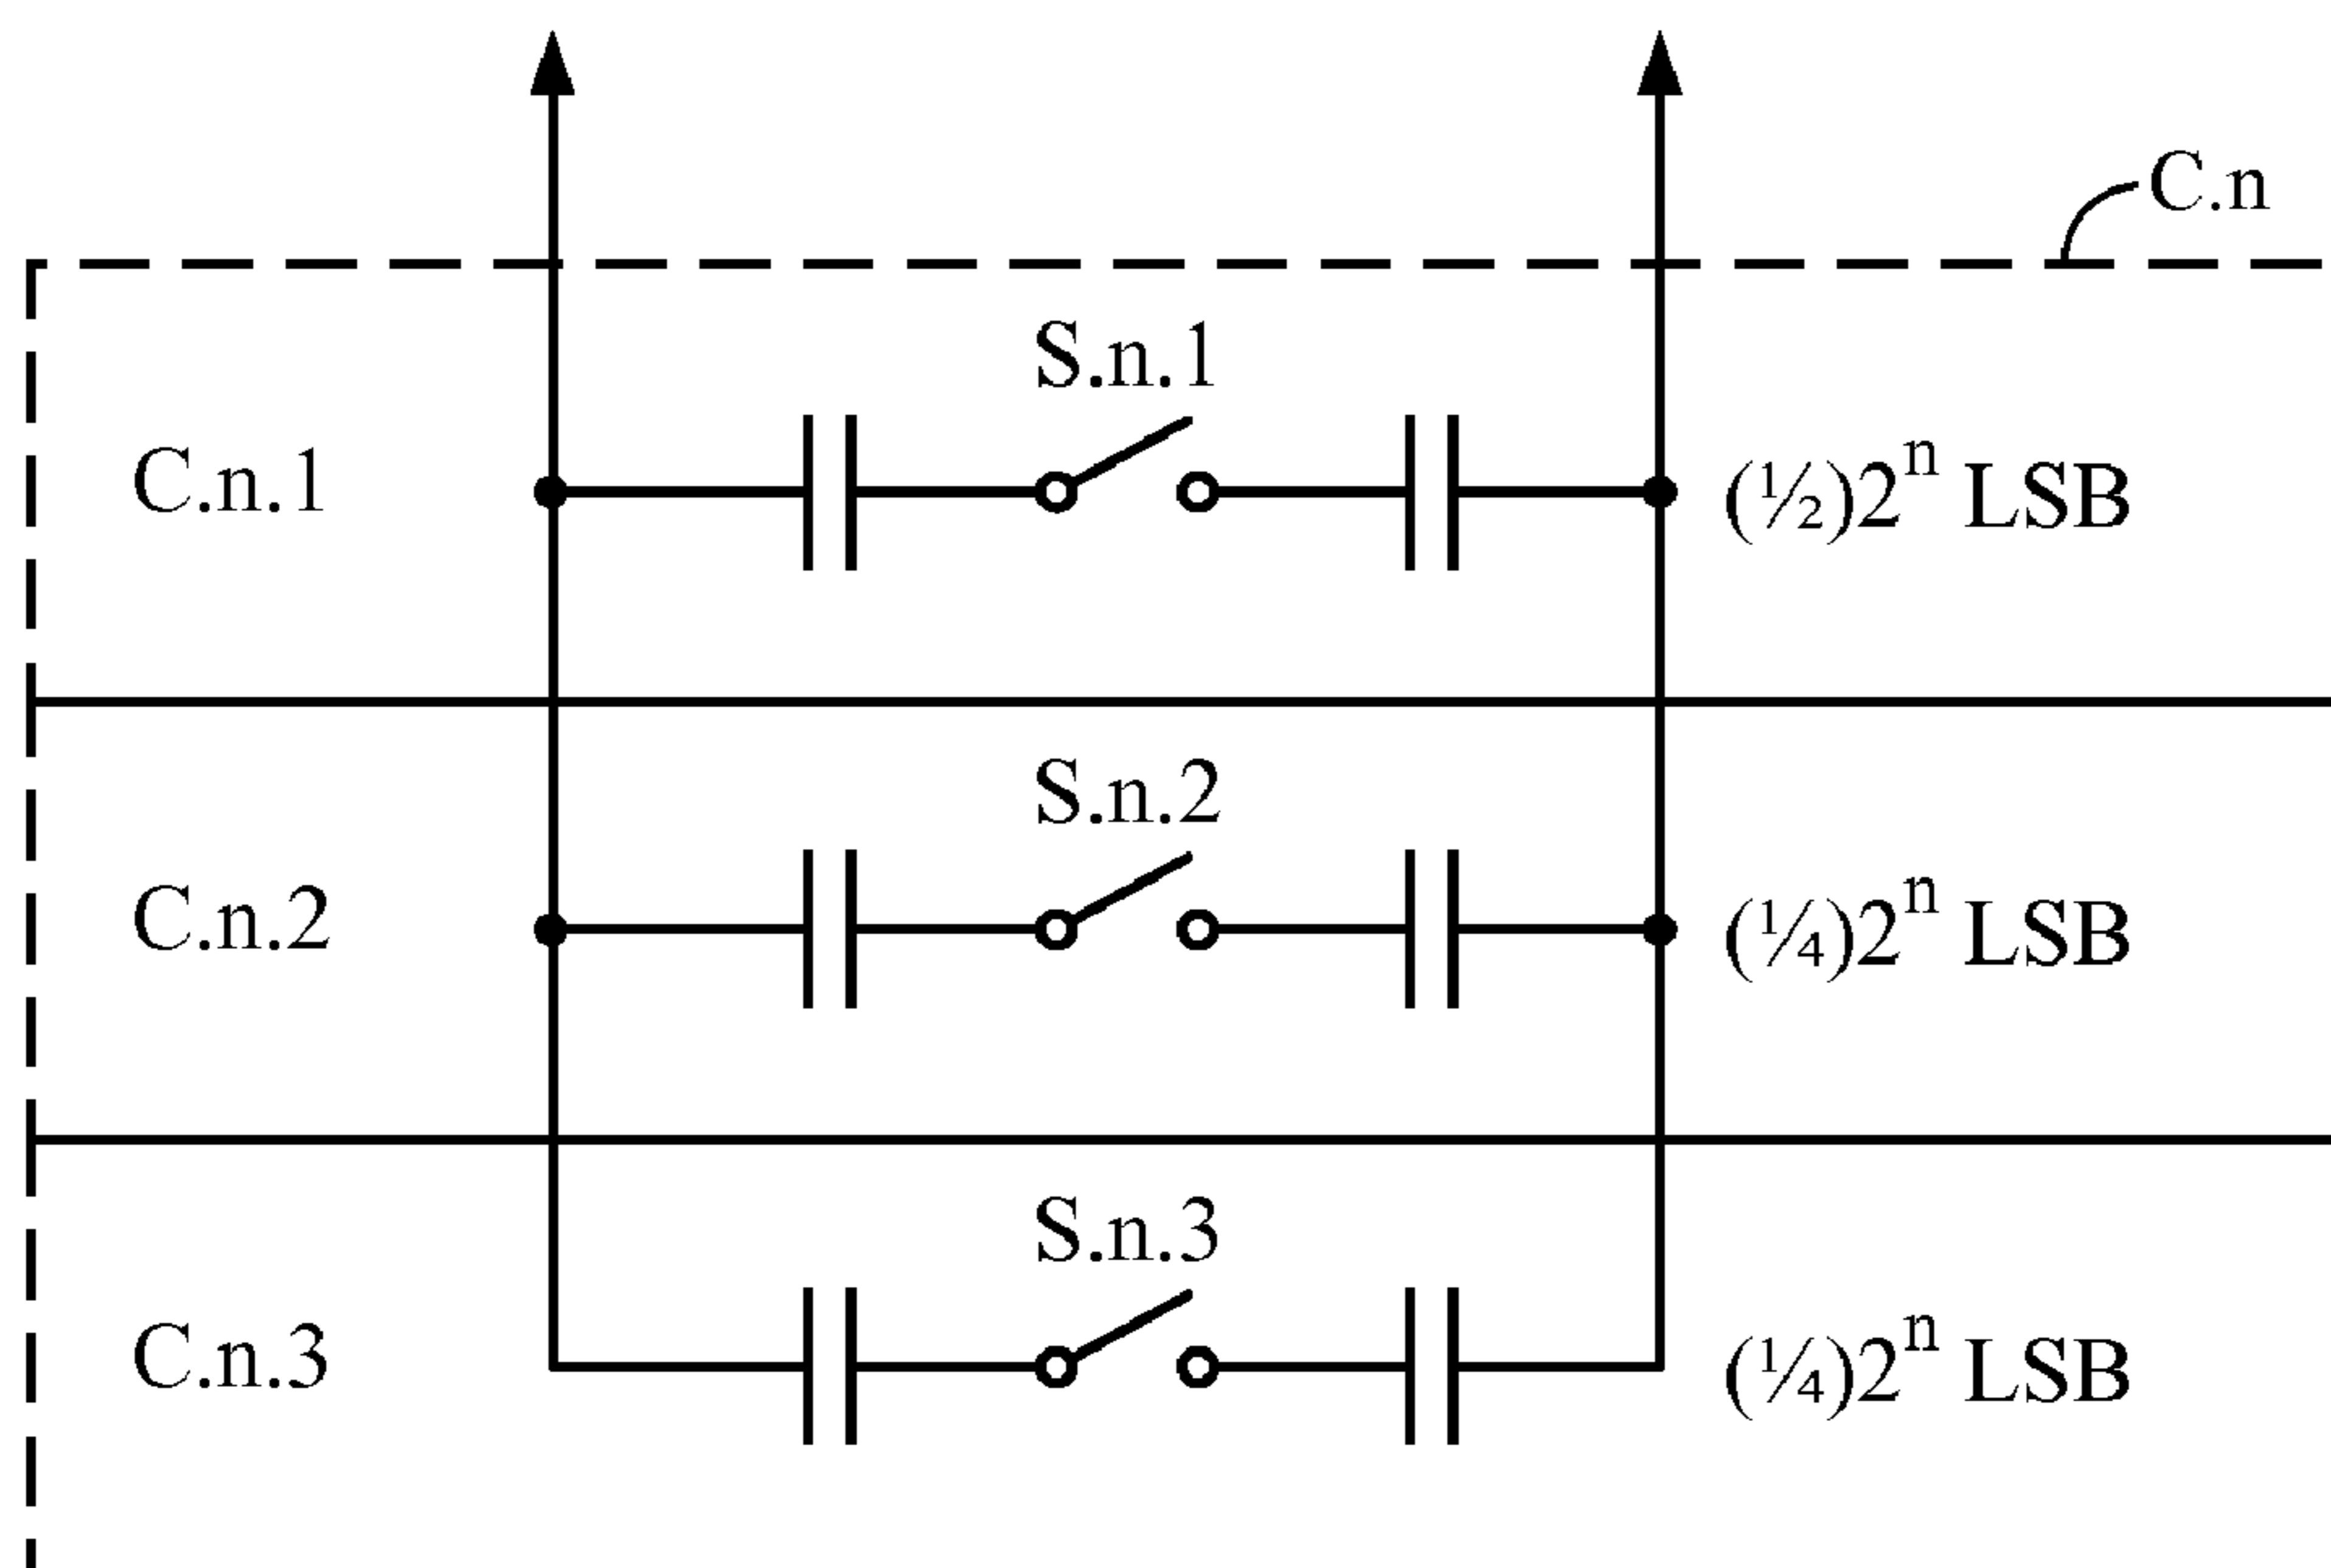 C.n
S.n.1
C.n.1
(½)2ⁿ LSB
S.n.2
C.n.2
(¼)2ⁿ LSB
S.n.3
C.n.3
(¼)2ⁿ LSB